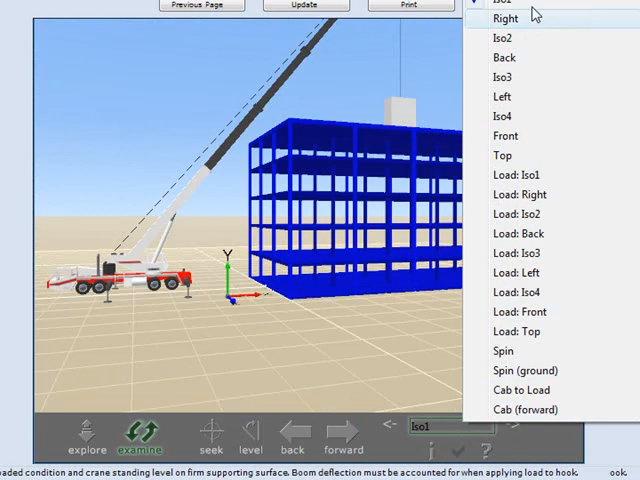 Previous Page
Update
Print
Iso1
Right
Iso2
Back
Iso3
Left
Iso4
Front
Top
Load: Iso1
Load: Right
Load: Iso2
Load: Back
Load: Iso3
Load: Left
Load: Iso4
Load: Front
Load: Top
Spin
Spin (ground)
Cab to Load
Cab (forward)
Y
explore
examine
seek
level
back
forward
<-
Iso1
->
i
?
oaded condition and crane standing level on firm supporting surface. Boom deflection must be accounted for when applying load to hook.
ook.